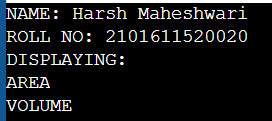 NAME: Harsh Maheshwari
ROLL NO: 2101611520020
DISPLAYING:
AREA
VOLUME